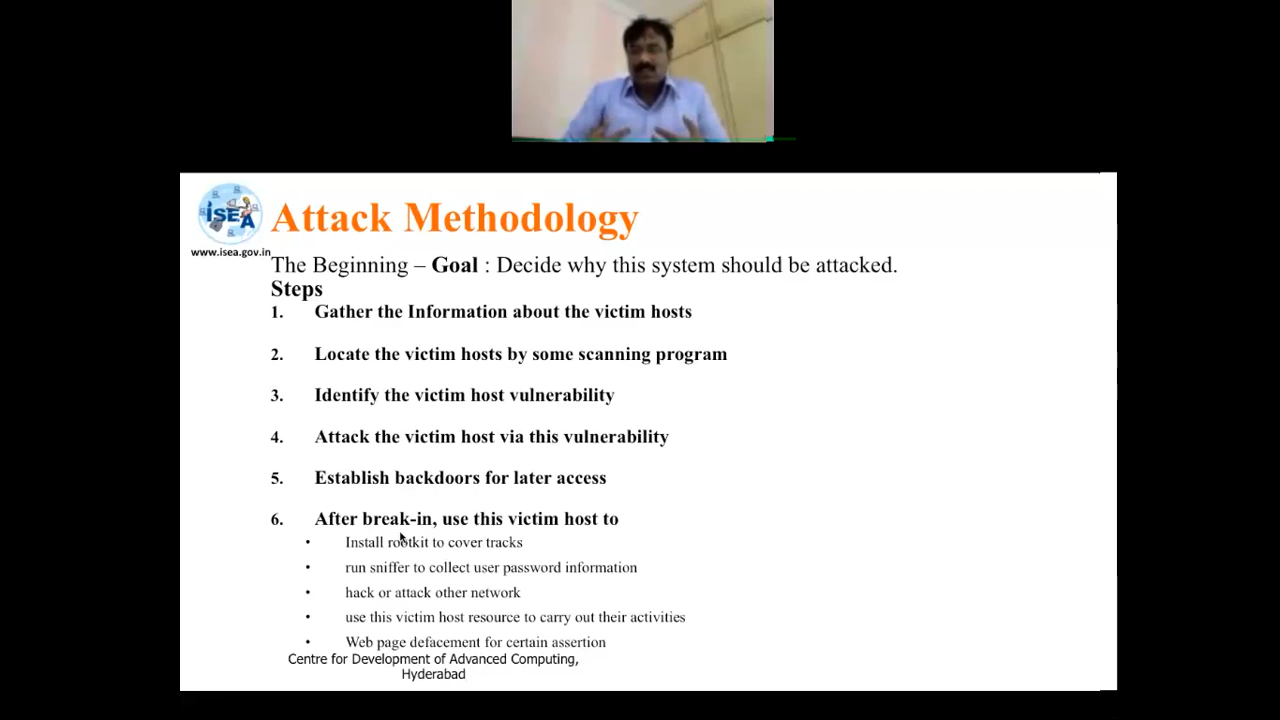 ISEA
www.isea.gov.in
Attack Methodology
The Beginning – Goal : Decide why this system should be attacked.
Steps
1. Gather the Information about the victim hosts
2. Locate the victim hosts by some scanning program
3. Identify the victim host vulnerability
4. Attack the victim host via this vulnerability
5. Establish backdoors for later access
6. After break-in, use this victim host to
• Install rootkit to cover tracks
• run sniffer to collect user password information
• hack or attack other network
• use this victim host resource to carry out their activities
• Web page defacement for certain assertion
Centre for Development of Advanced Computing,
Hyderabad